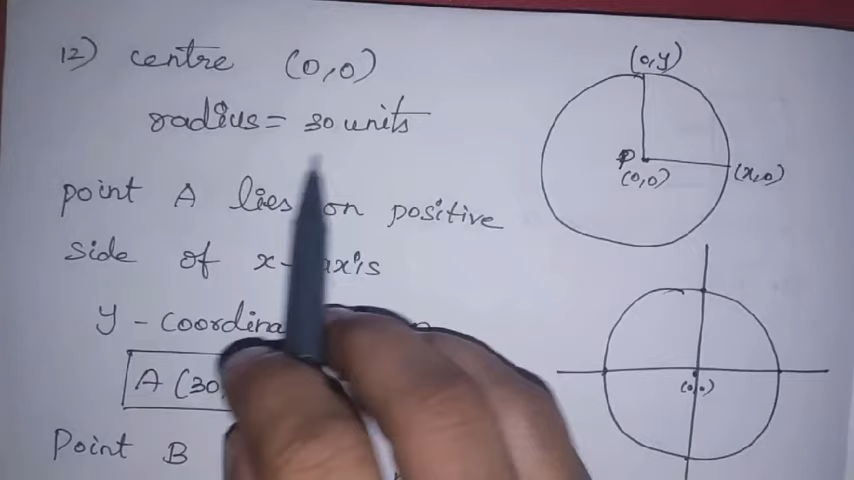 12) centre (0,0)
radius = 30 units
point A lies on positive
side of x-axis
y-coordina
A (30
Point B
(0,y)
P
(0,0)
(x,0)
(0,0)